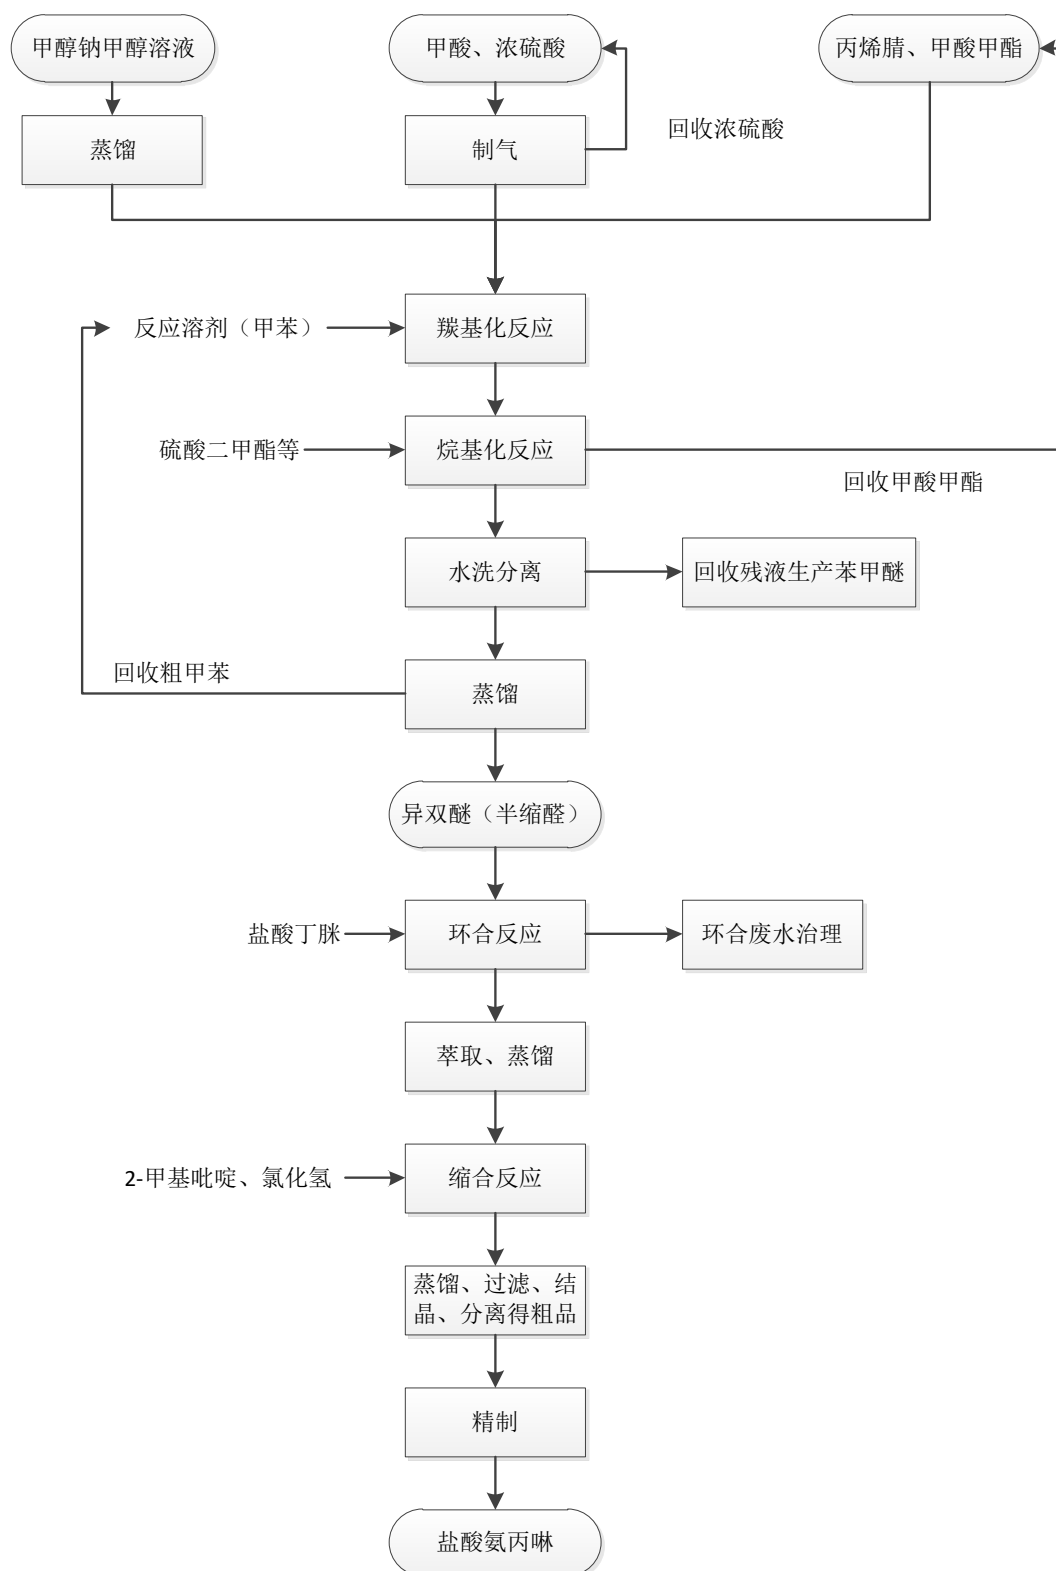 甲醇钠甲醇溶液
甲酸、浓硫酸
丙烯腈、甲酸甲酯
蒸馏
制气
回收浓硫酸
反应溶剂（甲苯）
羰基化反应
硫酸二甲酯等
烷基化反应
回收甲酸甲酯
水洗分离
回收残液生产苯甲醚
回收粗甲苯
蒸馏
异双醚（半缩醛）
盐酸丁脒
环合反应
环合废水治理
萃取、蒸馏
2-甲基吡啶、氯化氢
缩合反应
蒸馏、过滤、结
晶、分离得粗品
精制
盐酸氨丙啉